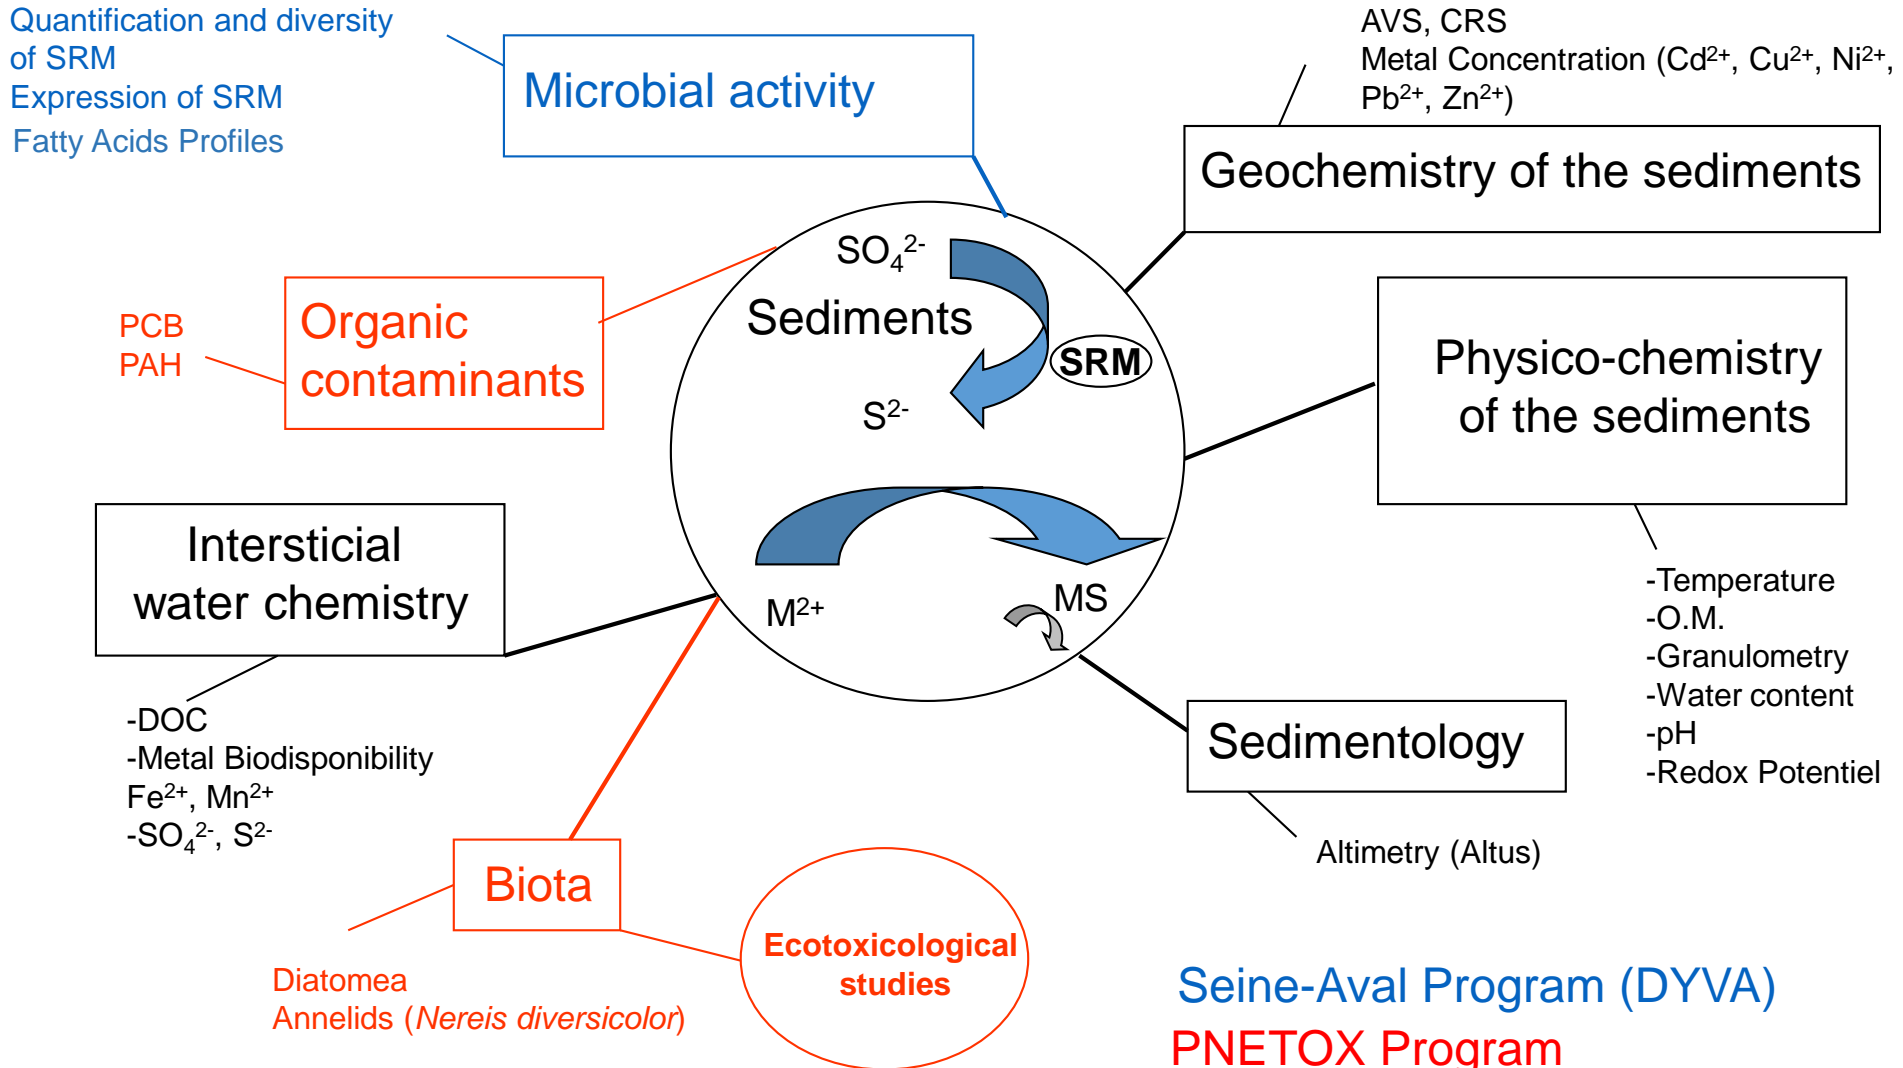 Quantification and diversity
of SRM
Expression of SRM
Fatty Acids Profiles
Microbial activity
AVS, CRS
Metal Concentration (Cd²⁺, Cu²⁺, Ni²⁺,
Pb²⁺, Zn²⁺)
Geochemistry of the sediments
SO₄²⁻
Sediments
SRM
S²⁻
PCB
PAH
Organic
contaminants
Physico-chemistry
of the sediments
-Temperature
-O.M.
-Granulometry
-Water content
-pH
-Redox Potentiel
Intersticial
water chemistry
-DOC
-Metal Biodisponibility
Fe²⁺, Mn²⁺
-SO₄²⁻, S²⁻
M²⁺
MS
Sedimentology
Altimetry (Altus)
Biota
Diatomea
Annelids (Nereis diversicolor)
Ecotoxicological
studies
Seine-Aval Program (DYVA)
PNETOX Program